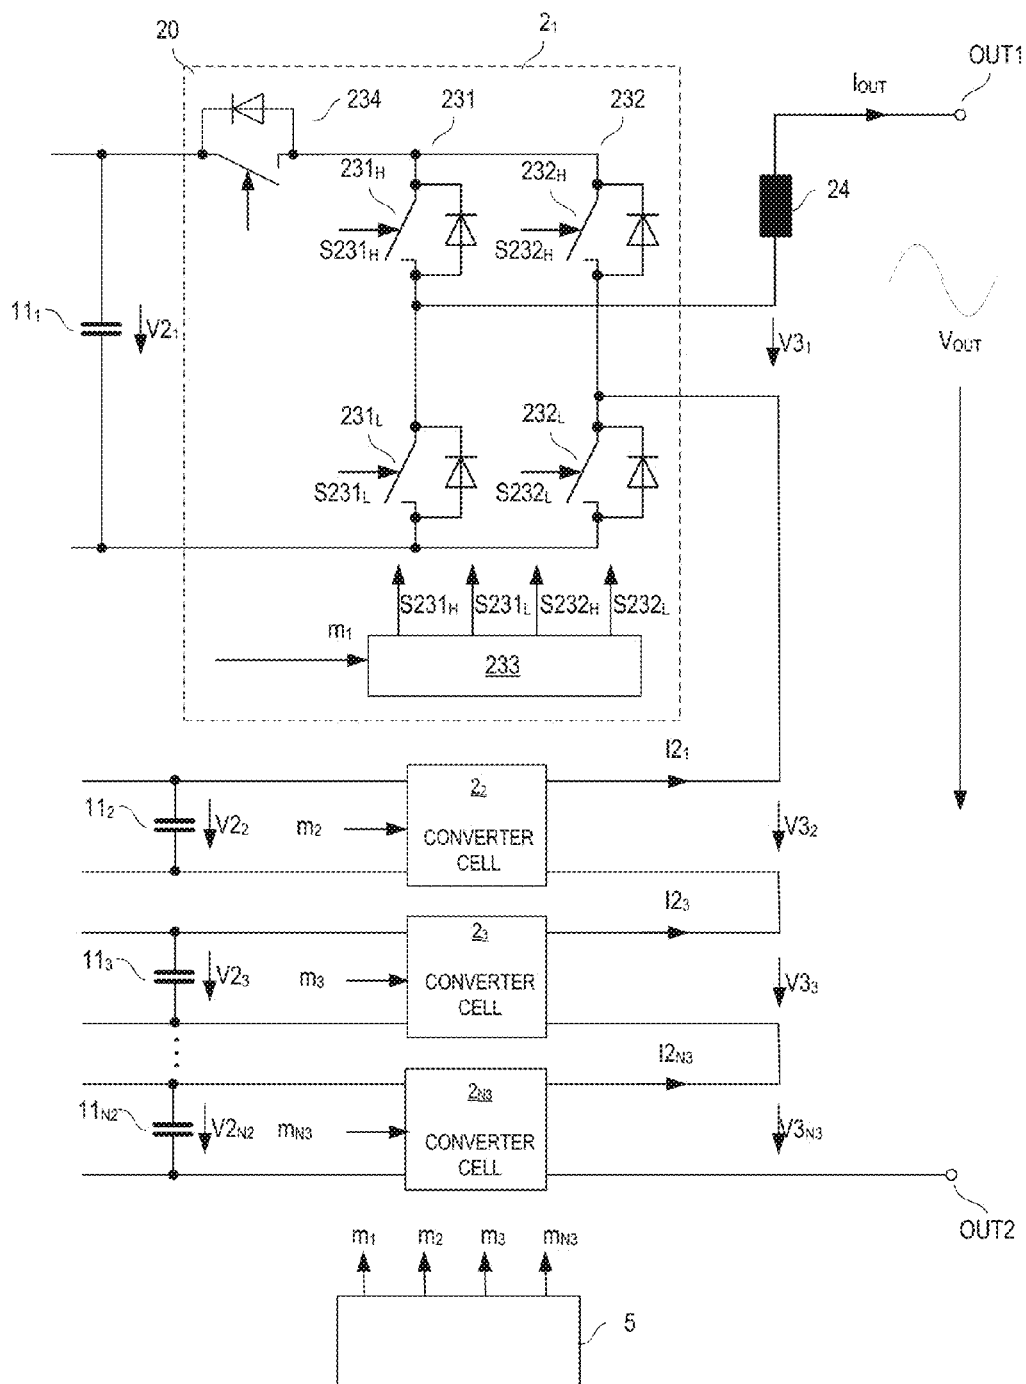 20
2₁
OUT1
I_OUT
234
231
232
231_H
232_H
24
S231_H
S232_H
11₁
V2₁
V3₁
V_OUT
231_L
232_L
S231_L
S232_L
S231_H
S231_L
S232_H
S232_L
m₁
233
I2₁
2₂
11₂
V2₂
m₂
CONVERTER
CELL
V3₂
I2₃
2₃
11₃
V2₃
m₃
CONVERTER
CELL
V3₃
I2_N3
2_N3
11_N2
V2_N2
m_N3
CONVERTER
CELL
V3_N3
OUT2
m₁
m₂
m₃
m_N3
5